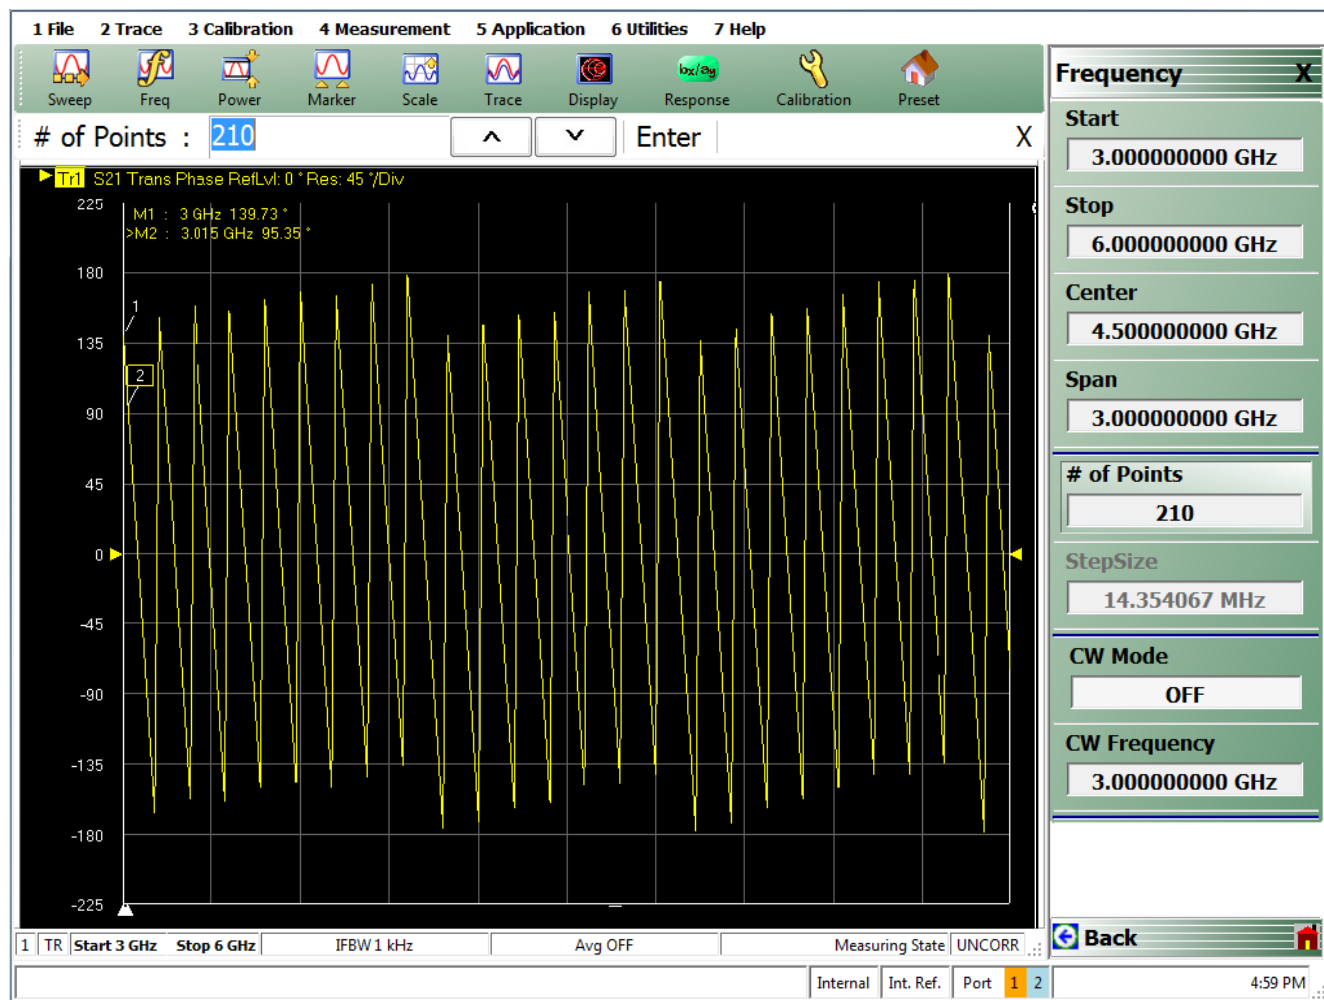 1 File 2 Trace 3 Calibration 4 Measurement 5 Application 6 Utilities 7 Help
Sweep Freq Power Marker Scale Trace Display Response Calibration Preset
bx/ay
# of Points : 210 Enter X
Tr1 S21 Trans Phase RefLvl: 0 ° Res: 45 °/Div
M1 : 3 GHz 139.73 °
>M2 : 3.015 GHz 95.35 °
225
180
135
90
45
0
-45
-90
-135
-180
-225
1
2
1 TR Start 3 GHz Stop 6 GHz IFBW 1 kHz Avg OFF Measuring State UNCORR
Frequency X
Start
3.000000000 GHz
Stop
6.000000000 GHz
Center
4.500000000 GHz
Span
3.000000000 GHz
# of Points
210
StepSize
14.354067 MHz
CW Mode
OFF
CW Frequency
3.000000000 GHz
Back
Internal Int. Ref. Port 1 2 4:59 PM